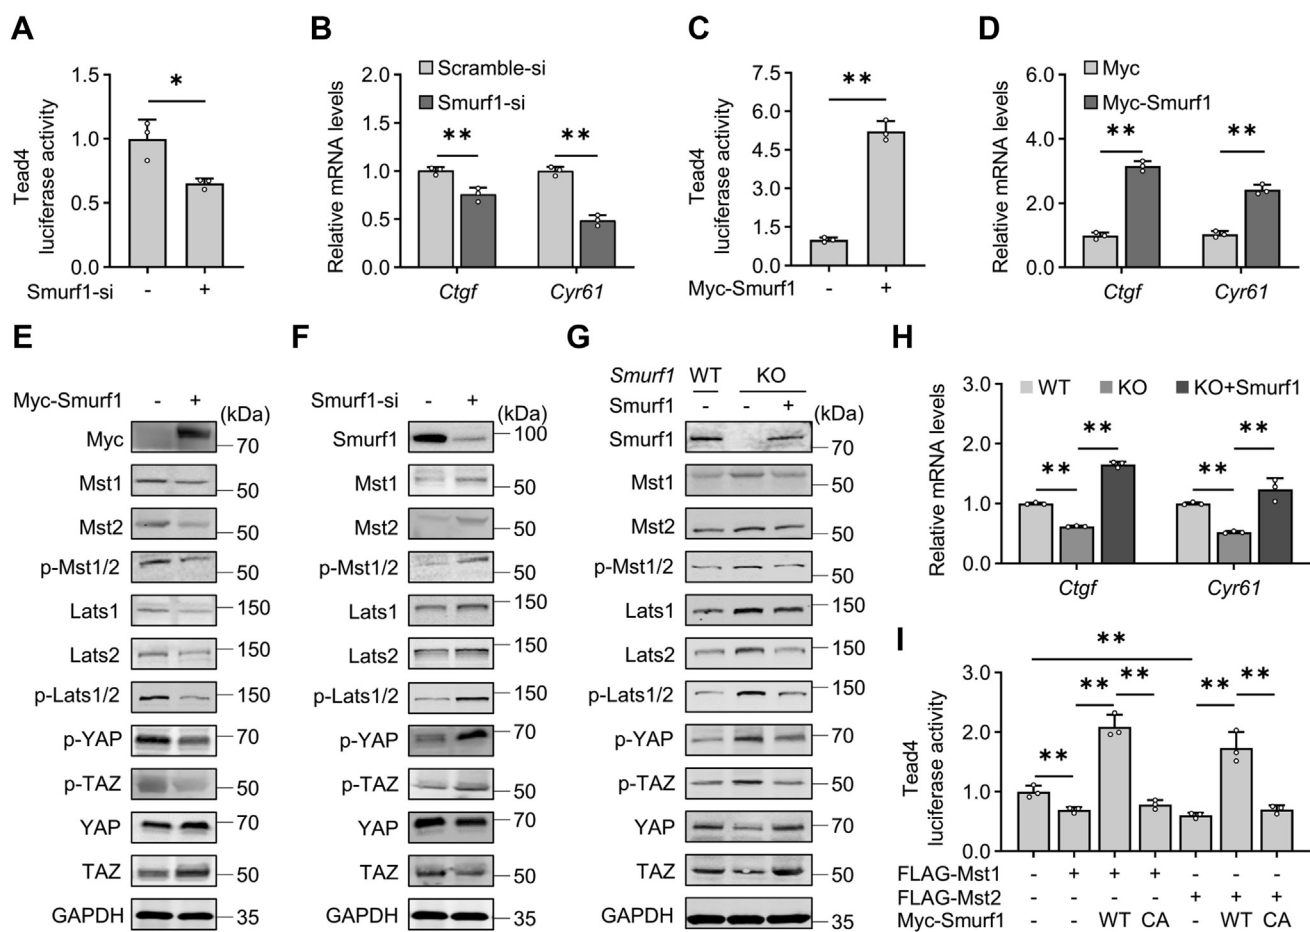 A
Tead4
luciferase activity
1.5
1.0
0.5
0.0
*
Smurf1-si
- +
B
Relative mRNA levels
2.0
1.5
1.0
0.5
0.0
Scramble-si
Smurf1-si
** **
Ctgf Cyr61
C
Tead4
luciferase activity
7.5
6.0
4.5
3.0
1.5
0.0
**
Myc-Smurf1 - +
D
Relative mRNA levels
6.0
4.0
2.0
0.0
Myc
Myc-Smurf1
** **
Ctgf Cyr61
E
Myc-Smurf1 - + (kDa)
Myc 70
Mst1 50
Mst2 50
p-Mst1/2 50
Lats1 150
Lats2 150
p-Lats1/2 150
p-YAP 70
p-TAZ 50
YAP 70
TAZ 50
GAPDH 35
F
Smurf1-si - + (kDa)
Smurf1 100
Mst1 50
Mst2 50
p-Mst1/2 50
Lats1 150
Lats2 150
p-Lats1/2 150
p-YAP 70
p-TAZ 50
YAP 70
TAZ 50
GAPDH 35
G
Smurf1 WT KO
Smurf1 - - + (kDa)
Smurf1 70
Mst1 50
Mst2 50
p-Mst1/2 50
Lats1 150
Lats2 150
p-Lats1/2 150
p-YAP 70
p-TAZ 50
YAP 70
TAZ 50
GAPDH 35
H
Relative mRNA levels
3.0
2.0
1.0
0.0
WT KO KO+Smurf1
** ** ** **
Ctgf Cyr61
I
Tead4
luciferase activity
3.0
2.0
1.0
0.0
**
** ** ** ** **
**
FLAG-Mst1 - + + + - - -
FLAG-Mst2 - - - - + + +
Myc-Smurf1 - - WT CA - WT CA